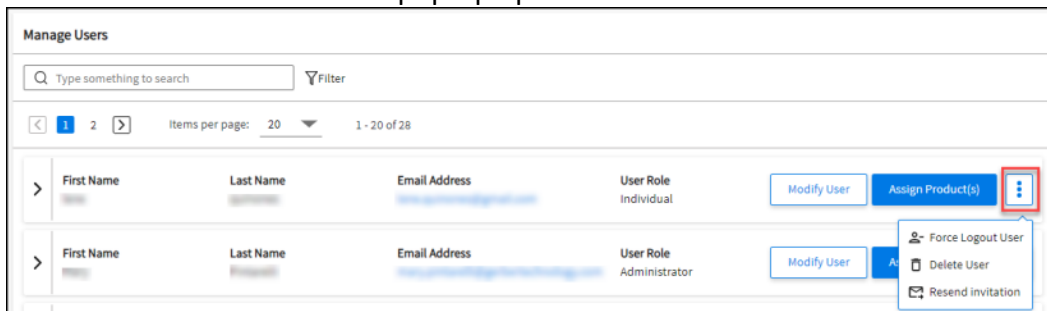 Manage Users
Type something to search
Filter
1 2 Items per page: 20 1 - 20 of 28
First Name Last Name Email Address User Role
Individual
Modify User Assign Product(s)
Force Logout User
Delete User
Resend invitation
First Name Last Name Email Address User Role
Administrator
Modify User